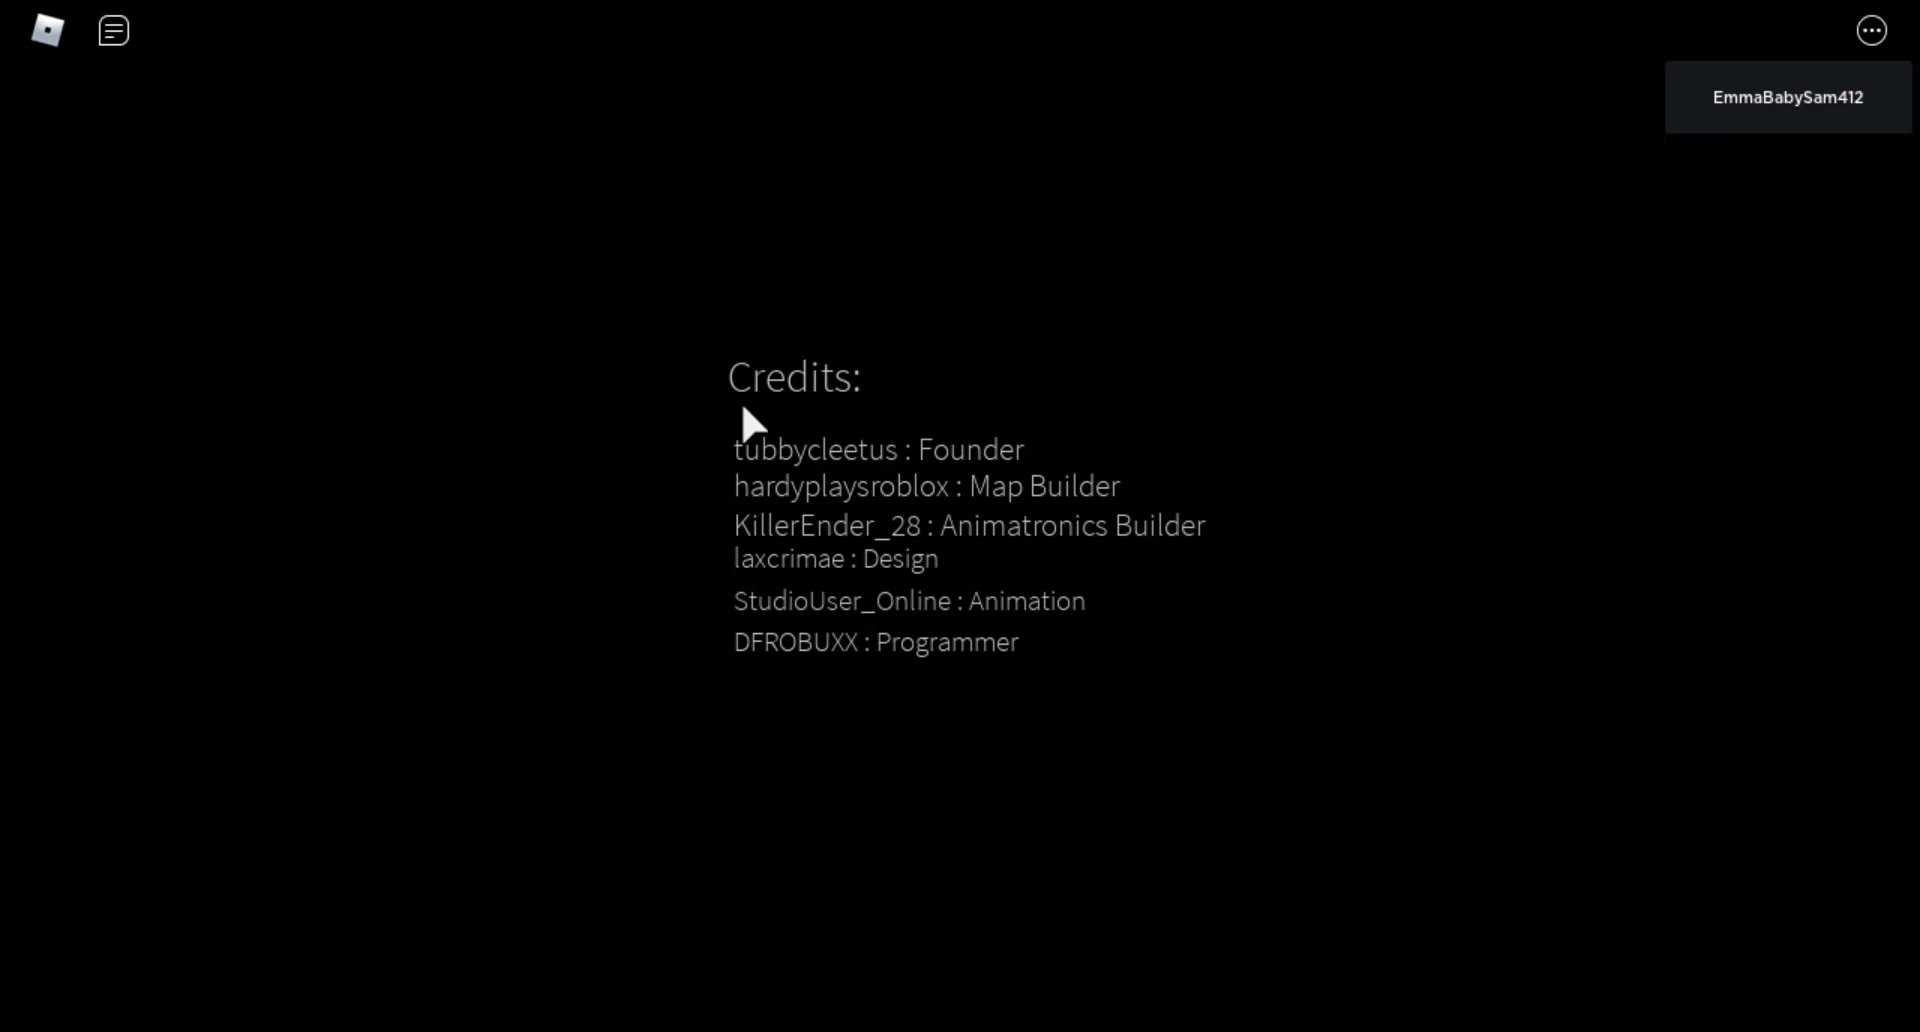 EmmaBabySam412
Credits:
tubbycleetus : Founder
hardyplaysroblox : Map Builder
KillerEnder_28 : Animatronics Builder
laxcrimae : Design
StudioUser_Online : Animation
DFROBUXX : Programmer